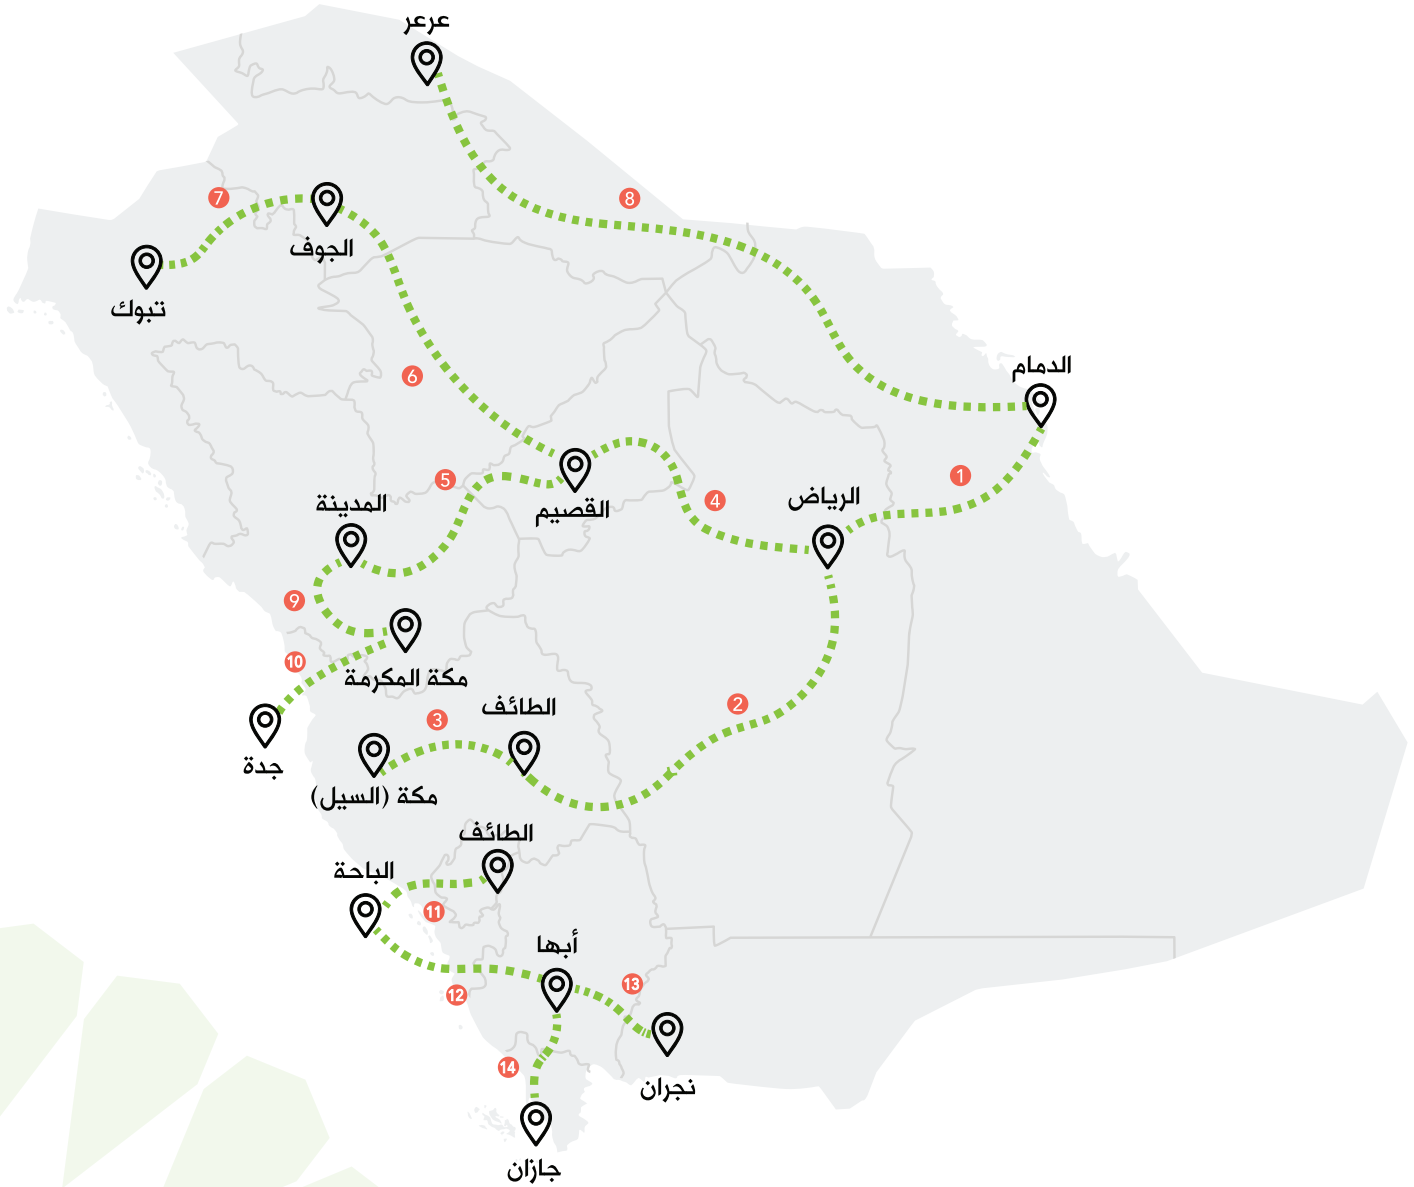 عرعر
8
7
الجوف
تبوك
الدمام
6
1
5
4
الرياض
المدينة
القصيم
9
10
مكة المكرمة
2
3
الطائف
جدة
مكة (السيل)
الطائف
الباحة
11
أبها
12
13
14
نجران
جازان